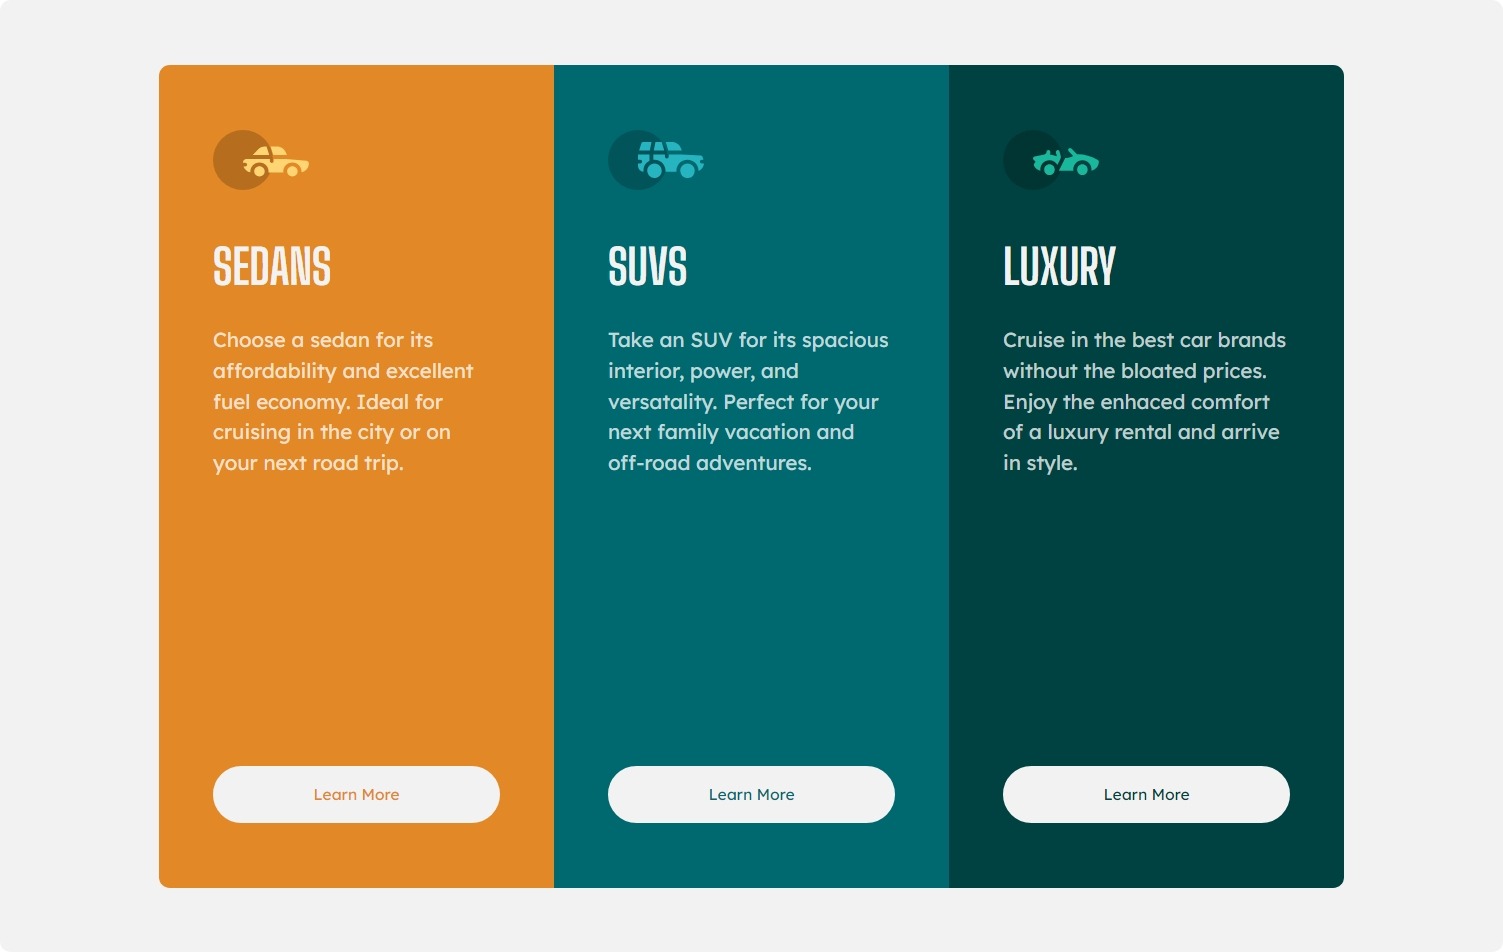 SEDANS
Choose a sedan for its
affordability and excellent
fuel economy. Ideal for
cruising in the city or on
your next road trip.
Learn More
SUVS
Take an SUV for its spacious
interior, power, and
versatality. Perfect for your
next family vacation and
off-road adventures.
Learn More
LUXURY
Cruise in the best car brands
without the bloated prices.
Enjoy the enhaced comfort
of a luxury rental and arrive
in style.
Learn More